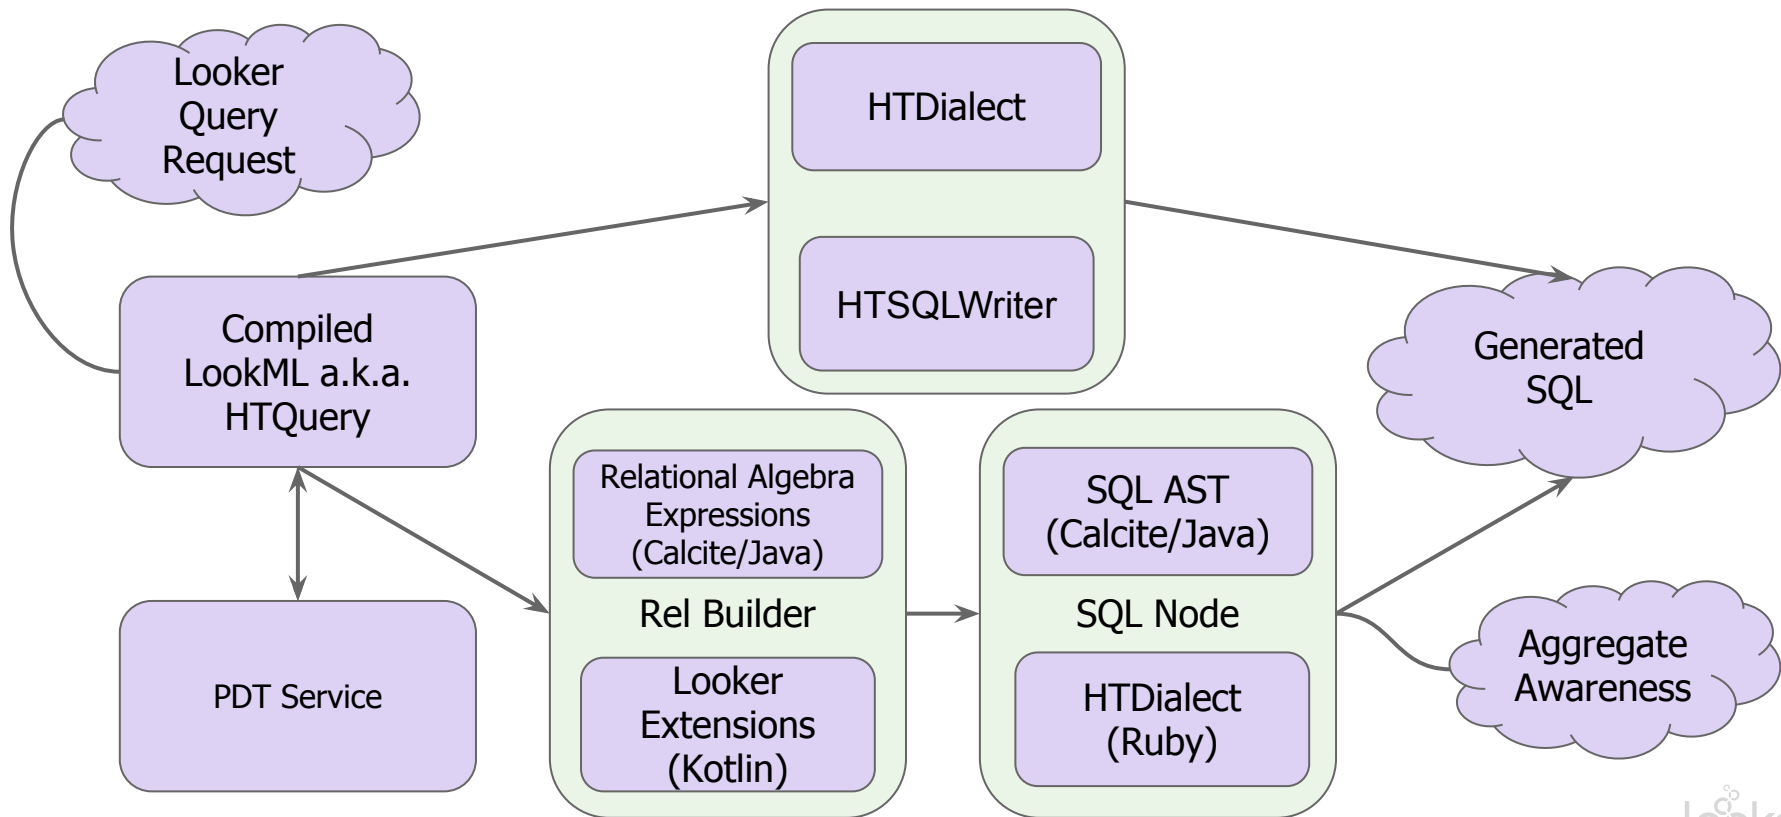 Looker
Query
Request
HTDialect
HTSQLWriter
Compiled
LookML a.k.a.
HTQuery
Generated
SQL
Relational Algebra
Expressions
(Calcite/Java)
Rel Builder
Looker
Extensions
(Kotlin)
SQL AST
(Calcite/Java)
SQL Node
HTDialect
(Ruby)
Aggregate
Awareness
PDT Service